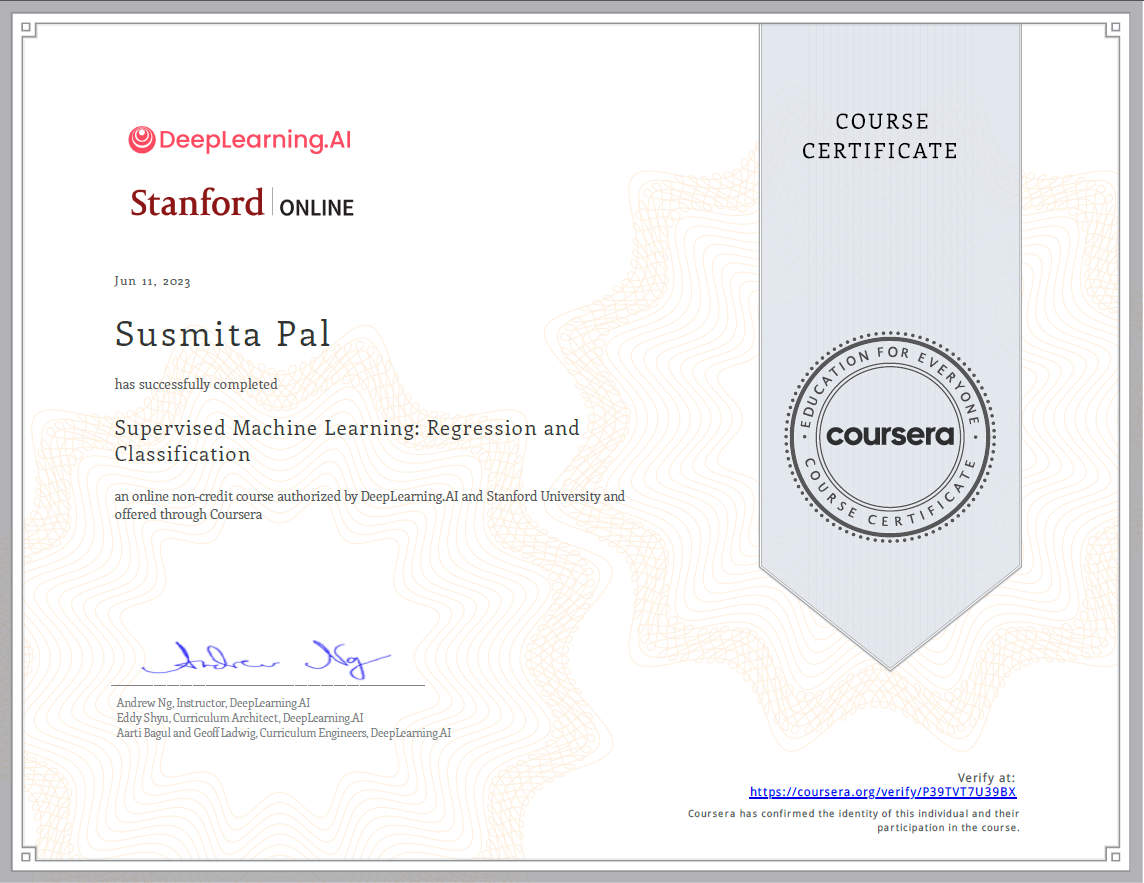 DeepLearning.AI
Stanford | ONLINE
COURSE
CERTIFICATE
Jun 11, 2023
Susmita Pal
has successfully completed
Supervised Machine Learning: Regression and
Classification
an online non-credit course authorized by DeepLearning.AI and Stanford University and
offered through Coursera
EDUCATION FOR EVERYONE
coursera
COURSE CERTIFICATE
Andrew Ng
Andrew Ng, Instructor, DeepLearning.AI
Eddy Shyu, Curriculum Architect, DeepLearning.AI
Aarti Bagul and Geoff Ladwig, Curriculum Engineers, DeepLearning.AI
Verify at:
https://coursera.org/verify/P39TVT7U39BX
Coursera has confirmed the identity of this individual and their
participation in the course.